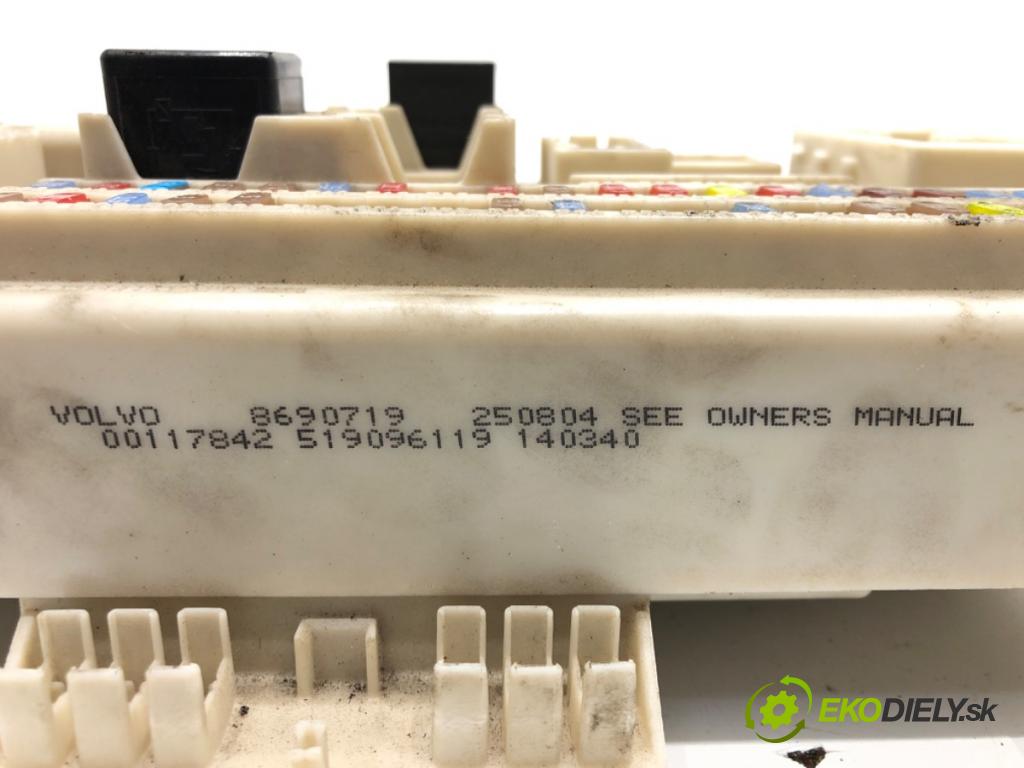 VOLVO 8690719 250804 SEE OWNERS MANUAL
00117842 519096119 140340
EKODIELY.sk